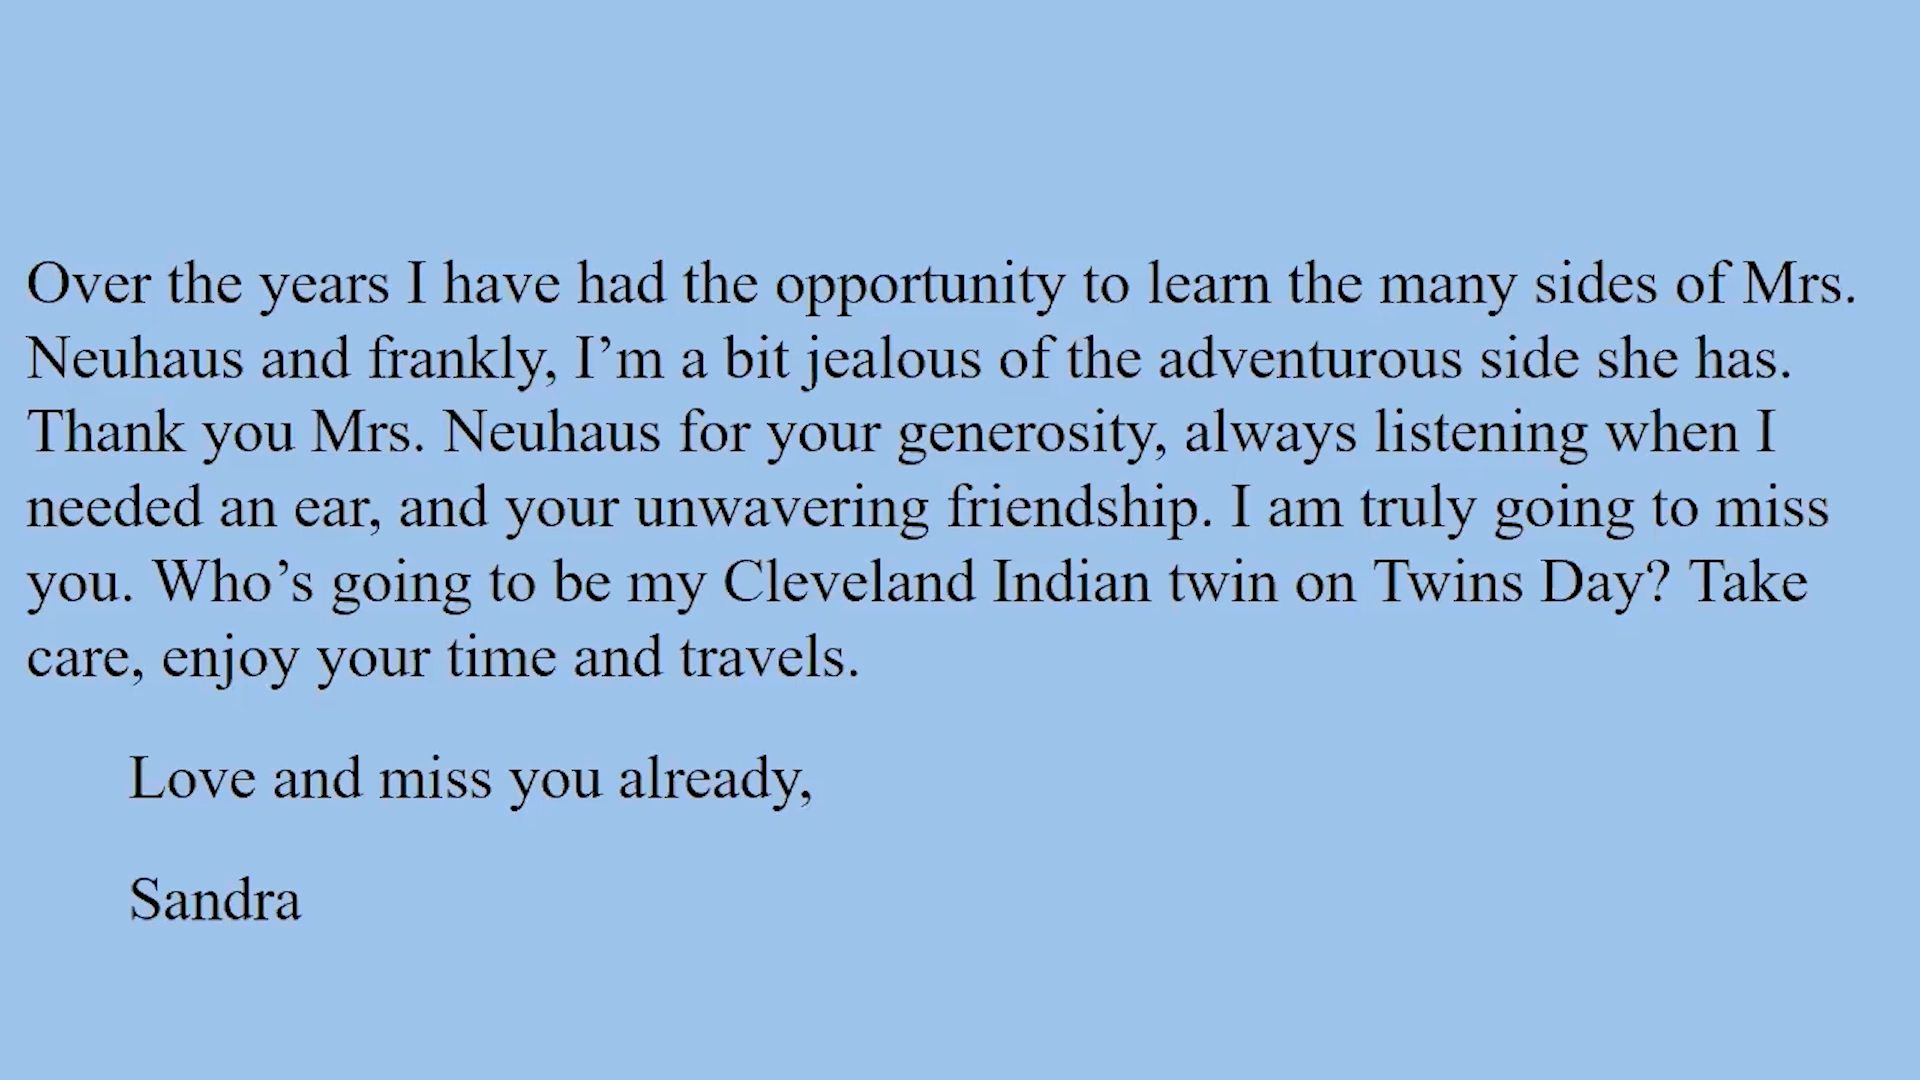 Over the years I have had the opportunity to learn the many sides of Mrs.
Neuhaus and frankly, I’m a bit jealous of the adventurous side she has.
Thank you Mrs. Neuhaus for your generosity, always listening when I
needed an ear, and your unwavering friendship. I am truly going to miss
you. Who’s going to be my Cleveland Indian twin on Twins Day? Take
care, enjoy your time and travels.
Love and miss you already,
Sandra